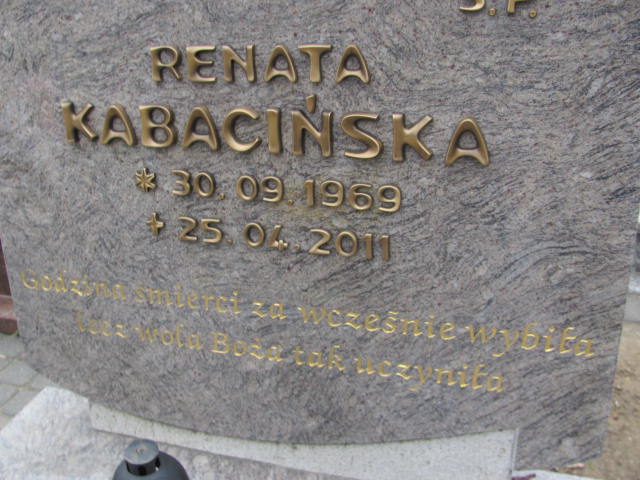 Ś.P.
RENATA
KABACIŃSKA
* 30.09.1969
+ 25.04.2011
Godzina śmierci za wcześnie wybiła
lecz wola Boża tak uczyniła